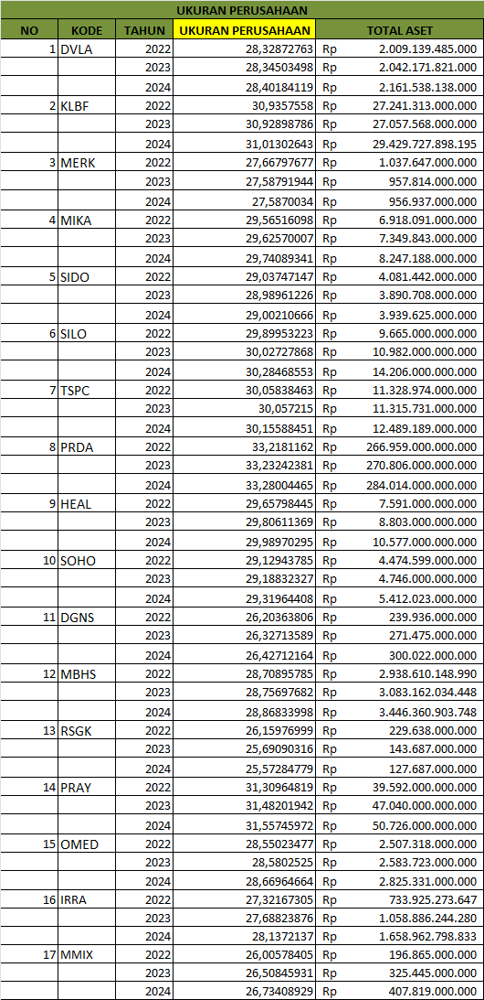 UKURAN PERUSAHAAN
NO KODE TAHUN UKURAN PERUSAHAAN TOTAL ASET
1 DVLA 2022 28,32872763 Rp 2.009.139.485.000
2023 28,34503498 Rp 2.042.171.821.000
2024 28,40184119 Rp 2.161.538.138.000
2 KLBF 2022 30,9357558 Rp 27.241.313.000.000
2023 30,92898786 Rp 27.057.568.000.000
2024 31,01302643 Rp 29.429.727.898.195
3 MERK 2022 27,66797677 Rp 1.037.647.000.000
2023 27,58791944 Rp 957.814.000.000
2024 27,5870034 Rp 956.937.000.000
4 MIKA 2022 29,56516098 Rp 6.918.091.000.000
2023 29,62570007 Rp 7.349.843.000.000
2024 29,74089341 Rp 8.247.188.000.000
5 SIDO 2022 29,03747147 Rp 4.081.442.000.000
2023 28,98961226 Rp 3.890.708.000.000
2024 29,00210666 Rp 3.939.625.000.000
6 SILO 2022 29,89953223 Rp 9.665.000.000.000
2023 30,02727868 Rp 10.982.000.000.000
2024 30,28468553 Rp 14.206.000.000.000
7 TSPC 2022 30,05838463 Rp 11.328.974.000.000
2023 30,057215 Rp 11.315.731.000.000
2024 30,15588451 Rp 12.489.189.000.000
8 PRDA 2022 33,2181162 Rp 266.959.000.000.000
2023 33,23242381 Rp 270.806.000.000.000
2024 33,28004465 Rp 284.014.000.000.000
9 HEAL 2022 29,65798445 Rp 7.591.000.000.000
2023 29,80611369 Rp 8.803.000.000.000
2024 29,98970295 Rp 10.577.000.000.000
10 SOHO 2022 29,12943785 Rp 4.474.599.000.000
2023 29,18832327 Rp 4.746.000.000.000
2024 29,31964408 Rp 5.412.023.000.000
11 DGNS 2022 26,20363806 Rp 239.936.000.000
2023 26,32713589 Rp 271.475.000.000
2024 26,42712164 Rp 300.022.000.000
12 MBHS 2022 28,70895785 Rp 2.938.610.148.990
2023 28,75697682 Rp 3.083.162.034.448
2024 28,86833998 Rp 3.446.360.903.748
13 RSGK 2022 26,15976999 Rp 229.638.000.000
2023 25,69090316 Rp 143.687.000.000
2024 25,57284779 Rp 127.687.000.000
14 PRAY 2022 31,30964819 Rp 39.592.000.000.000
2023 31,48201942 Rp 47.040.000.000.000
2024 31,55745972 Rp 50.726.000.000.000
15 OMED 2022 28,55023477 Rp 2.507.318.000.000
2023 28,5802525 Rp 2.583.723.000.000
2024 28,66964664 Rp 2.825.331.000.000
16 IRRA 2022 27,32167305 Rp 733.925.273.647
2023 27,68823876 Rp 1.058.886.244.280
2024 28,1372137 Rp 1.658.962.798.833
17 MMIX 2022 26,00578405 Rp 196.865.000.000
2023 26,50845931 Rp 325.445.000.000
2024 26,73408929 Rp 407.819.000.000